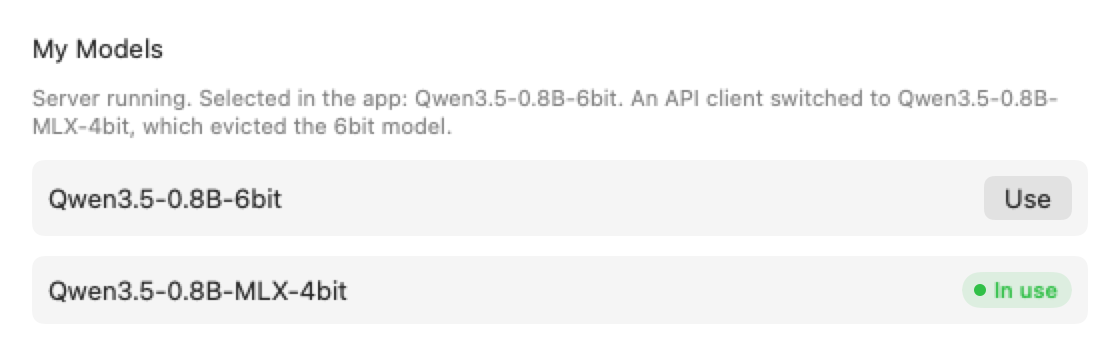 My Models
Server running. Selected in the app: Qwen3.5-0.8B-6bit. An API client switched to Qwen3.5-0.8B-
MLX-4bit, which evicted the 6bit model.
Qwen3.5-0.8B-6bit
Use
Qwen3.5-0.8B-MLX-4bit
In use